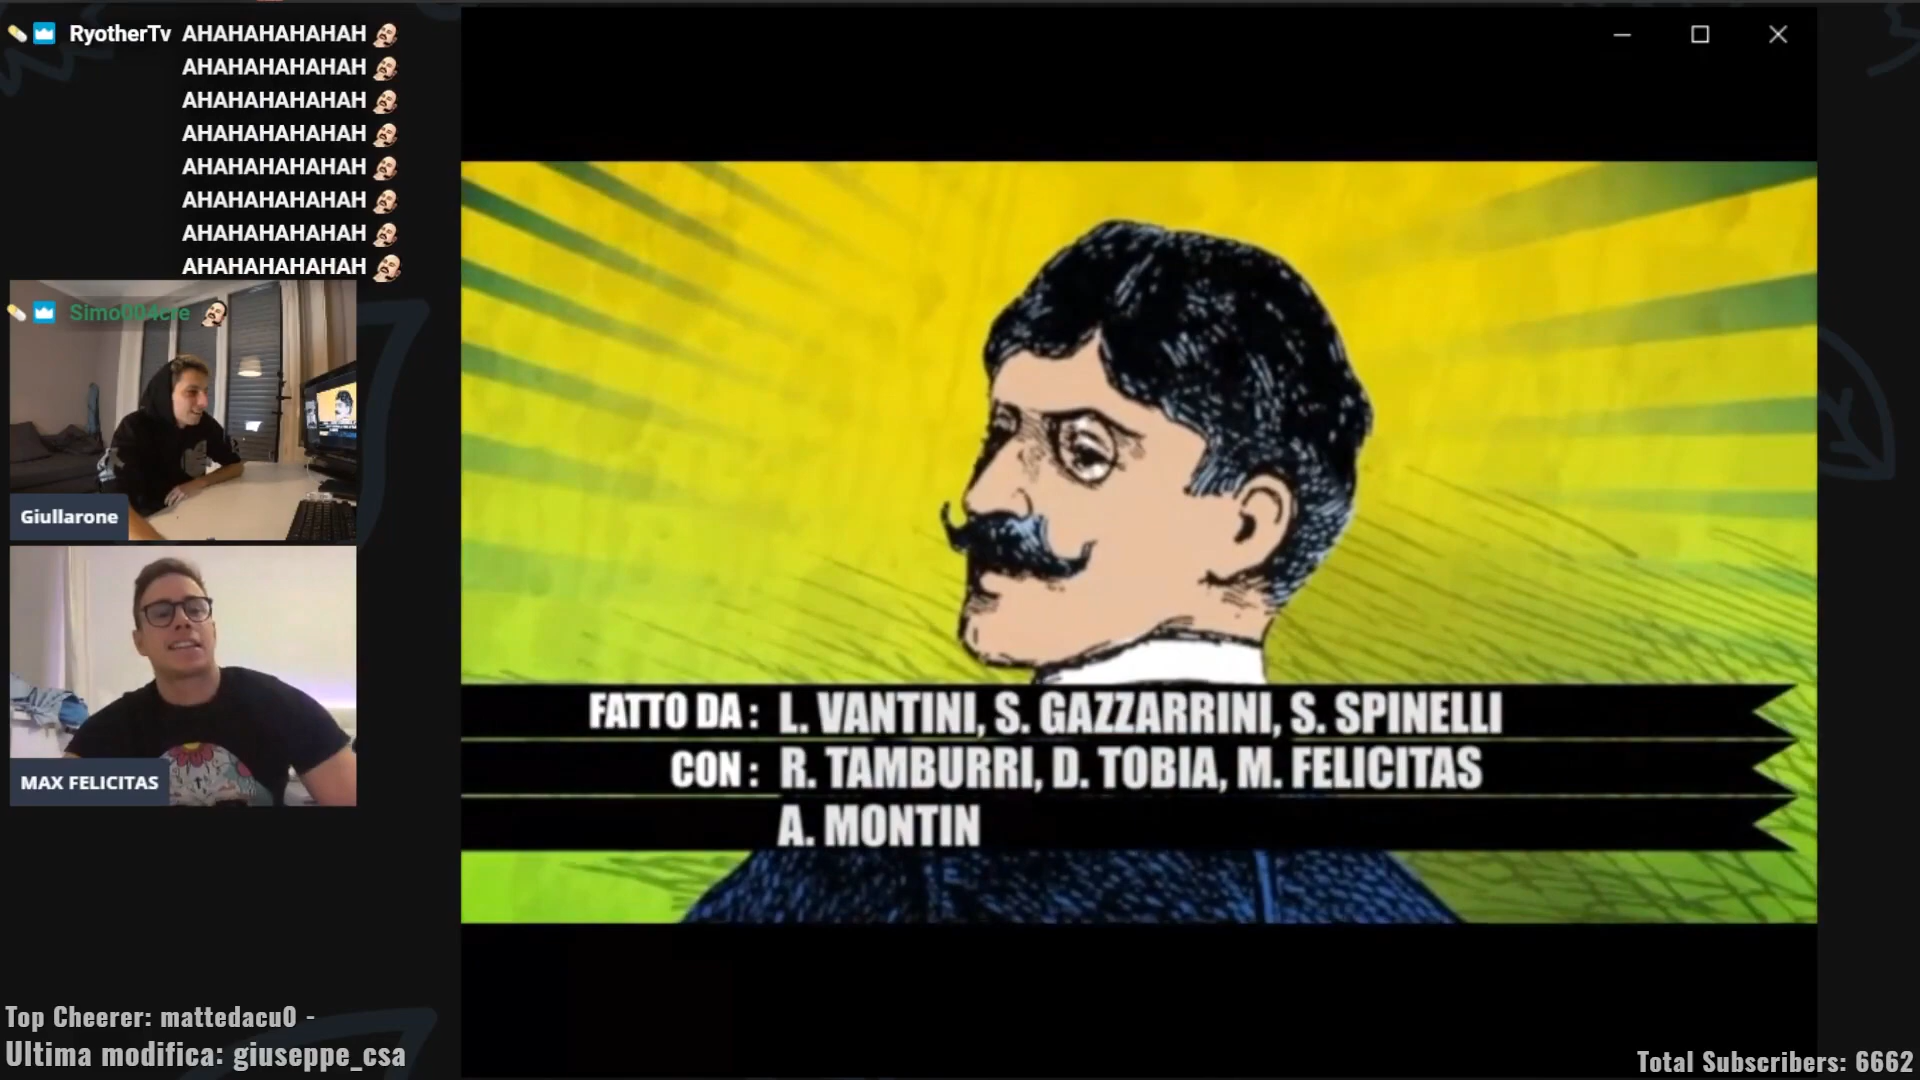 RyotherTv AHAHAHAHAHAH
AHAHAHAHAHAH
AHAHAHAHAHAH
AHAHAHAHAHAH
AHAHAHAHAHAH
AHAHAHAHAHAH
AHAHAHAHAHAH
AHAHAHAHAHAH
Simo004cre
Giullarone
MAX FELICITAS
FATTO DA: L. VANTINI, S. GAZZARRINI, S. SPINELLI
CON: R. TAMBURRI, D. TOBIA, M. FELICITAS
A. MONTIN
Top Cheerer: mattedacu0 -
Ultima modifica: giuseppe_csa
Total Subscribers: 6662